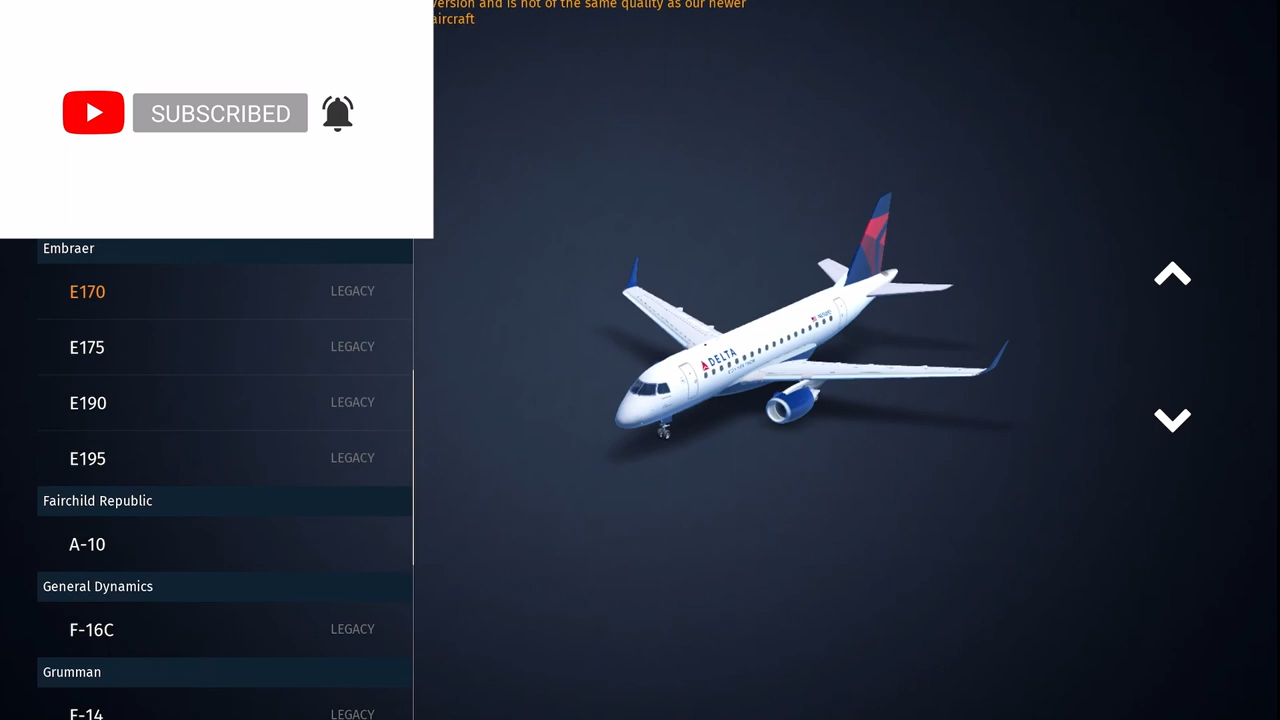 version and is not of the same quality as our newer
aircraft
SUBSCRIBED
Embraer
E170 LEGACY
E175 LEGACY
E190 LEGACY
E195 LEGACY
Fairchild Republic
A-10
General Dynamics
F-16C LEGACY
Grumman
F-14 LEGACY
DELTA